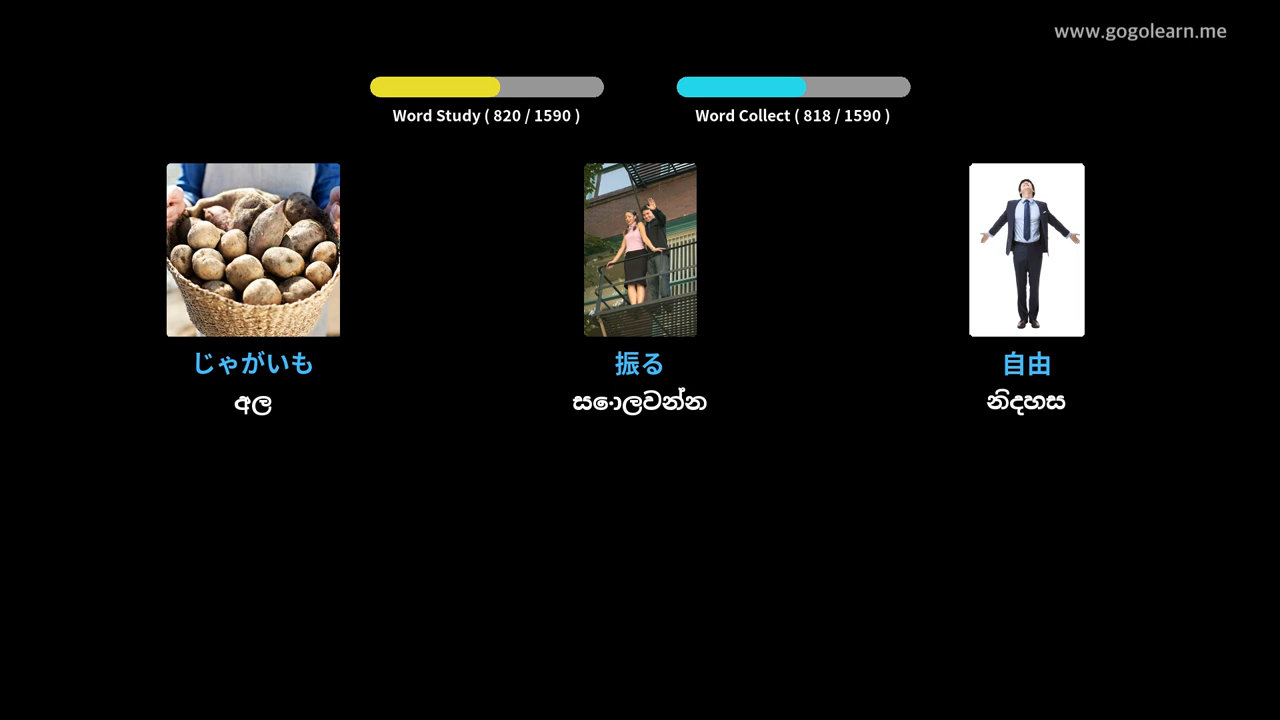 www.gogolearn.me
Word Study ( 820 / 1590 )
Word Collect ( 818 / 1590 )
じゃがいも
振る
自由
අල
සොලවන්න
නිදහස